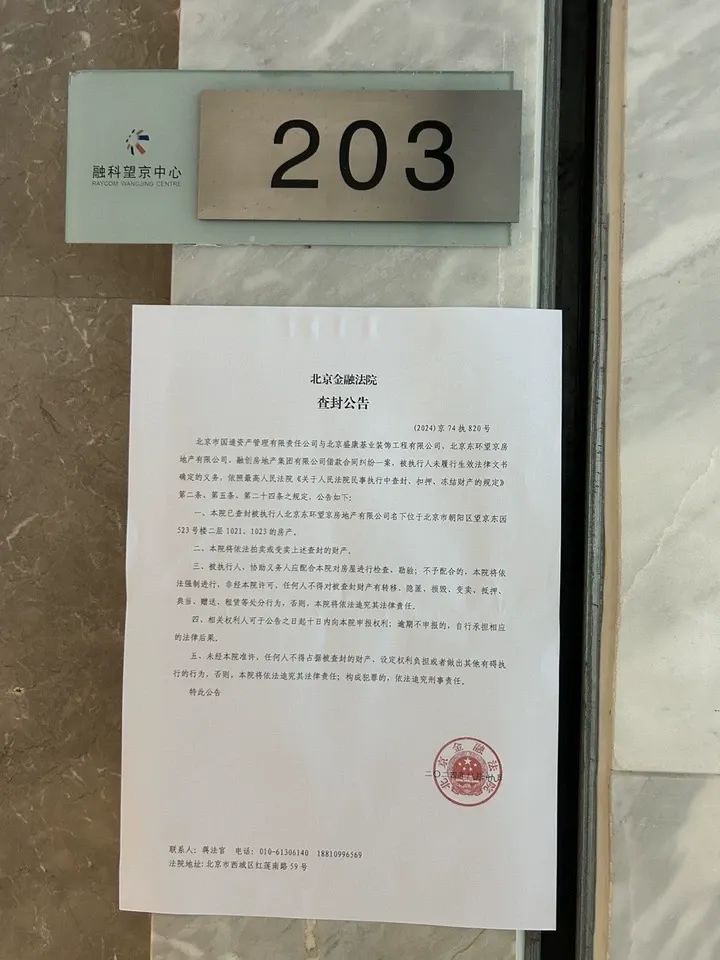 融科望京中心
RAYCOM WANGJING CENTRE
203
北京金融法院
查封公告
(2024)京74执820号
北京市国通资产管理有限责任公司与北京盛康基业装饰工程有限公司、北京东环望京房
地产有限公司、融创房地产集团有限公司借款合同纠纷一案，被执行人未履行生效法律文书
确定的义务，依照最高人民法院《关于人民法院民事执行中查封、扣押、冻结财产的规定》
第二条、第五条、第二十四条之规定，公告如下：
一、本院已查封被执行人北京东环望京房地产有限公司名下位于北京市朝阳区望京东园
523号楼二层1021、1023的房产。
二、本院将依法拍卖或变卖上述查封的财产。
三、被执行人、协助义务人应配合本院对房屋进行检查、勘验；不予配合的，本院将依
法强制进行，非经本院许可，任何人不得对被查封财产有转移、隐匿、损毁、变卖、抵押、
典当、赠送、租赁等处分行为，否则，本院将依法追究其法律责任。
四、相关权利人可于公告之日起十日内向本院申报权利；逾期不申报的，自行承担相应
的法律后果。
五、未经本院准许，任何人不得占据被查封的财产、设定权利负担或者做出其他有碍执
行的行为，否则，本院将依法追究其法律责任；构成犯罪的，依法追究刑事责任。
特此公告
北京金融法院
联系人：龚法官 电话：010-61306140 18810996569
法院地址：北京市西城区红莲南路59号